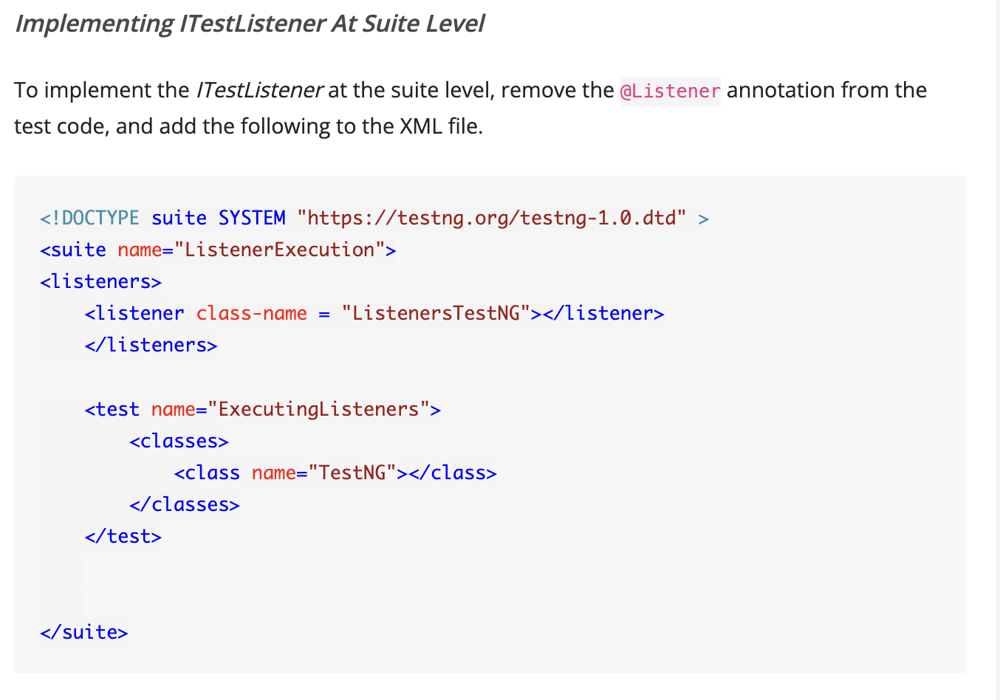 Implementing ITestListener At Suite Level
To implement the ITestListener at the suite level, remove the @Listener annotation from the
test code, and add the following to the XML file.
<!DOCTYPE suite SYSTEM "https://testng.org/testng-1.0.dtd" >
<suite name="ListenerExecution">
<listeners>
    <listener class-name = "ListenersTestNG"></listener>
    </listeners>
    <test name="ExecutingListeners">
        <classes>
            <class name="TestNG"></class>
        </classes>
    </test>
</suite>